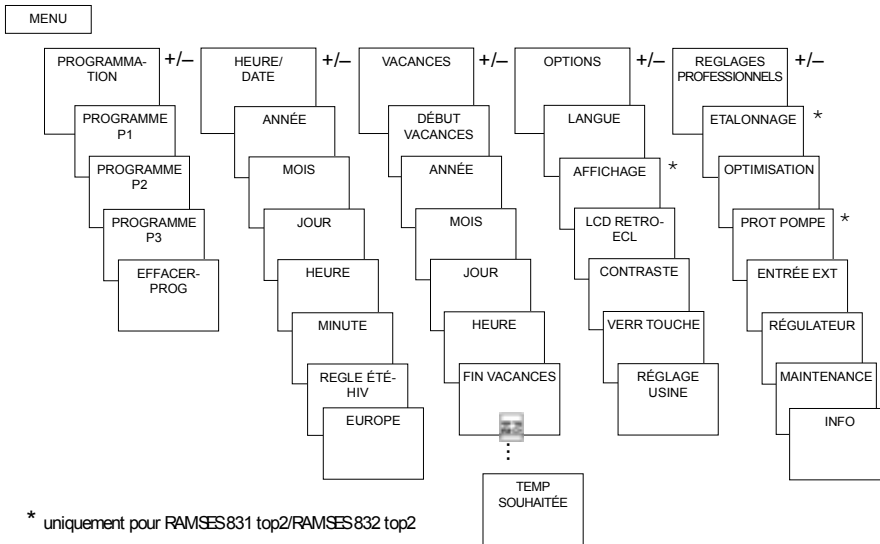 MENU
PROGRAMMA-
TION
+/–
PROGRAMME
P1
PROGRAMME
P2
PROGRAMME
P3
EFFACER-
PROG
HEURE/
DATE
+/–
ANNÉE
MOIS
JOUR
HEURE
MINUTE
REGLE ÉTÉ-
HIV
EUROPE
VACANCES
+/–
DÉBUT
VACANCES
ANNÉE
MOIS
JOUR
HEURE
FIN VACANCES
TEMP
SOUHAITÉE
OPTIONS
+/–
LANGUE
AFFICHAGE *
LCD RETRO-
ECL
CONTRASTE
VERR TOUCHE
RÉGLAGE
USINE
REGLAGES
PROFESSIONNELS
+/–
ETALONNAGE *
OPTIMISATION
PROT POMPE *
ENTRÉE EXT
RÉGULATEUR
MAINTENANCE
INFO
* uniquement pour RAMSES 831 top2/RAMSES 832 top2